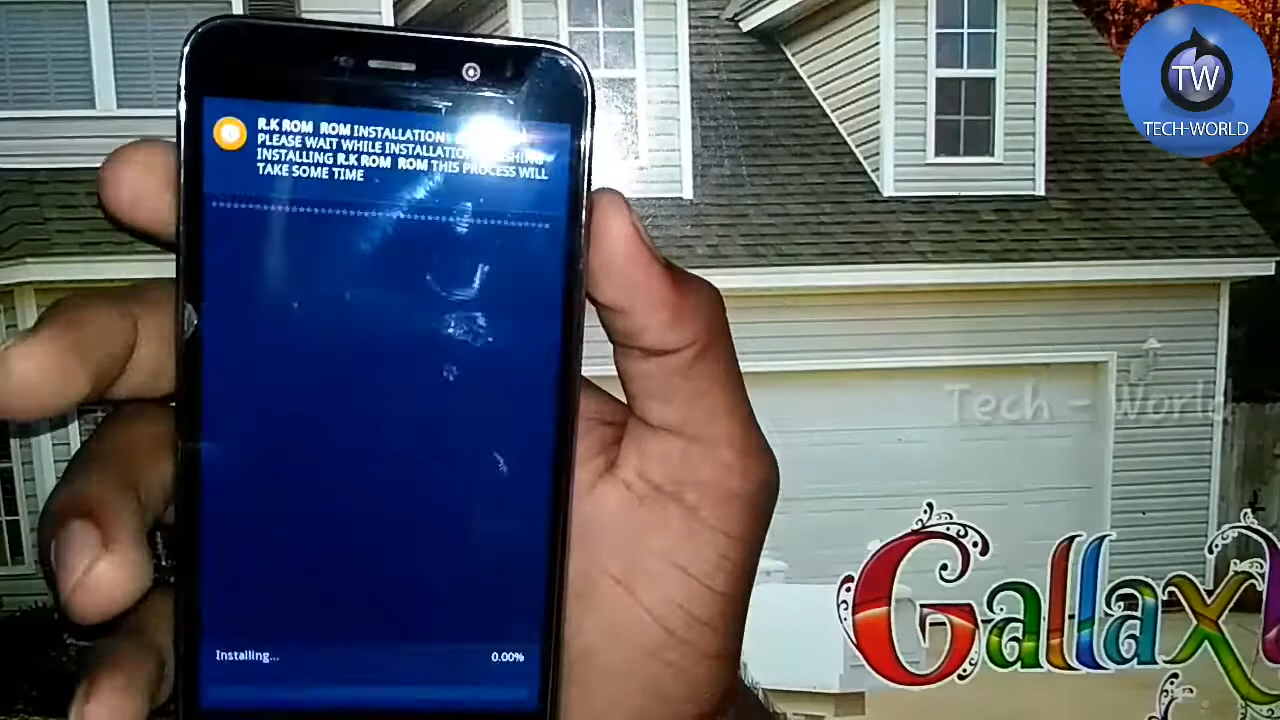 TW
TECH-WORLD
R.K ROM ROM INSTALLATION
PLEASE WAIT WHILE INSTALLATION
INSTALLING R.K ROM ROM THIS PROCESS WILL
TAKE SOME TIME
Tech - World
Gallax
Installing...
0.00%